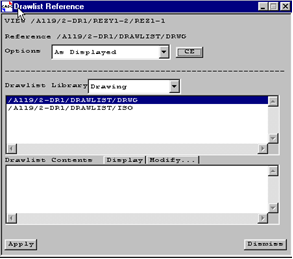 Drawlist Reference
VIEW /A119/2-DR1/REZY1-2/REZ1-1
Reference /A119/2-DR1/DRAWLIST/DRWG
Options As Displayed CE
Drawlist Library Drawing
/A119/2-DR1/DRAWLIST/DRWG
/A119/2-DR1/DRAWLIST/ISO
Drawlist Contents Display Modify...
Apply Dismiss